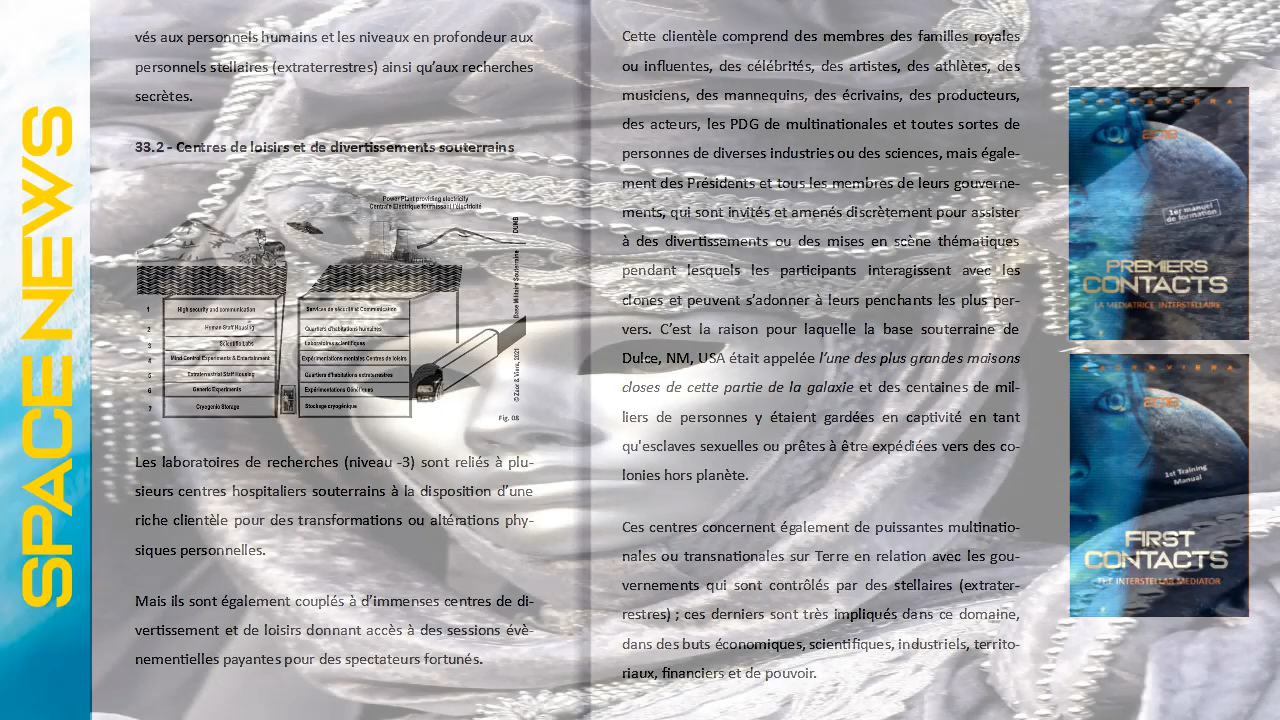 SPACE NEWS
vés aux personnels humains et les niveaux en profondeur aux
personnels stellaires (extraterrestres) ainsi qu'aux recherches
secrètes.
33.2 - Centres de loisirs et de divertissements souterrains
Power Plant providing electricity
Centrale Electrique fournissant l'électricité
1 High security and communication Services de sécurité et Communication
2 Human Staff Housing Quartiers d'habitations humaines
3 Scientific Labs Laboratoires scientifiques
4 Mind Control Experiments & Entertainment Expérimentations mentales Centres de loisirs
5 Extraterrestrial Staff Housing Quartiers d'habitations extraterrestres
6 Generic Experiments Expérimentations Génétiques
7 Cryogenic Storage Stockage cryogénique
Base Militaire Souterraine DUMB
Fig. 08
Les laboratoires de recherches (niveau -3) sont reliés à plu-
sieurs centres hospitaliers souterrains à la disposition d'une
riche clientèle pour des transformations ou altérations phy-
siques personnelles.
Mais ils sont également couplés à d'immenses centres de di-
vertissement et de loisirs donnant accès à des sessions évè-
nementielles payantes pour des spectateurs fortunés.
Cette clientèle comprend des membres des familles royales
ou influentes, des célébrités, des artistes, des athlètes, des
musiciens, des mannequins, des écrivains, des producteurs,
des acteurs, les PDG de multinationales et toutes sortes de
personnes de diverses industries ou des sciences, mais égale-
ment des Présidents et tous les membres de leurs gouverne-
ments, qui sont invités et amenés discrètement pour assister
à des divertissements ou des mises en scène thématiques
pendant lesquels les participants interagissent avec les
clones et peuvent s'adonner à leurs penchants les plus per-
vers. C'est la raison pour laquelle la base souterraine de
Dulce, NM, USA était appelée l'une des plus grandes maisons
closes de cette partie de la galaxie et des centaines de mil-
liers de personnes y étaient gardées en captivité en tant
qu'esclaves sexuelles ou prêtes à être expédiées vers des co-
lonies hors planète.
Ces centres concernent également de puissantes multinatio-
nales ou transnationales sur Terre en relation avec les gou-
vernements qui sont contrôlés par des stellaires (extrater-
restres) ; ces derniers sont très impliqués dans ce domaine,
dans des buts économiques, scientifiques, industriels, territo-
riaux, financiers et de pouvoir.
1er manuel
de formation
PREMIERS
CONTACTS
LA MEDIATRICE INTERSTELLAIRE
1st Training
Manual
FIRST
CONTACTS
THE INTERSTELLAR MEDIATOR